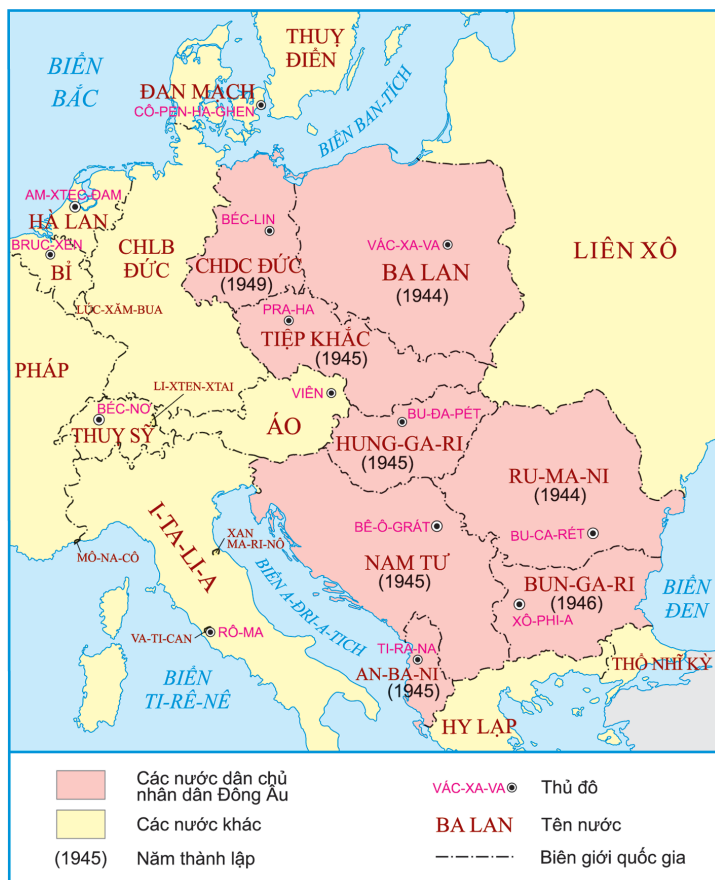 THUỴ
ĐIỂN
BIỂN
BẮC
ĐAN MẠCH
CÔ-PEN-HA-GHEN
BIỂN BAN-TÍCH
AM-XTEC-ĐAM
HÀ LAN
BRUC-XEN
BỈ
CHLB
ĐỨC
BÉC-LIN
CHDC ĐỨC
(1949)
VÁC-XA-VA
BA LAN
(1944)
LIÊN XÔ
LÚC-XĂM-BUA
PRA-HA
TIỆP KHẮC
(1945)
PHÁP
LI-XTEN-XTAI
BÉC-NƠ
THUỴ SỸ
VIÊN
ÁO
BU-ĐA-PÉT
HUNG-GA-RI
(1945)
RU-MA-NI
(1944)
BU-CA-RÉT
I-TA-LI-A
XAN
MA-RI-NÔ
MÔ-NA-CÔ
BÊ-Ô-GRÁT
NAM TƯ
(1945)
BUN-GA-RI
(1946)
XÔ-PHI-A
BIỂN
ĐEN
BIỂN A-ĐRI-A-TICH
VA-TI-CAN
RÔ-MA
TI-RA-NA
AN-BA-NI
(1945)
THỔ NHĨ KỲ
BIỂN
TI-RÊ-NÊ
HY LẠP
Các nước dân chủ
nhân dân Đông Âu
Các nước khác
(1945) Năm thành lập
VÁC-XA-VA Thủ đô
BA LAN Tên nước
Biên giới quốc gia